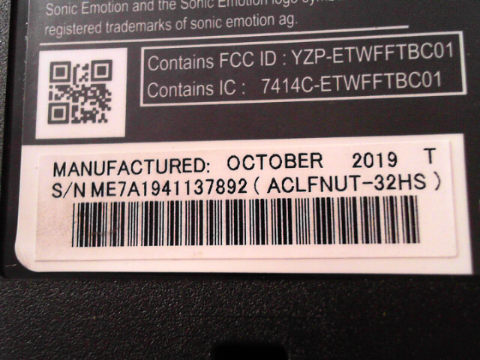 Sonic Emotion and the Sonic Emotion logo symb
registered trademarks of sonic emotion ag.
Contains FCC ID : YZP-ETWFFTBC01
Contains IC : 7414C-ETWFFTBC01
MANUFACTURED: OCTOBER 2019 T
S/N ME7A1941137892 ( ACLFNUT-32HS )